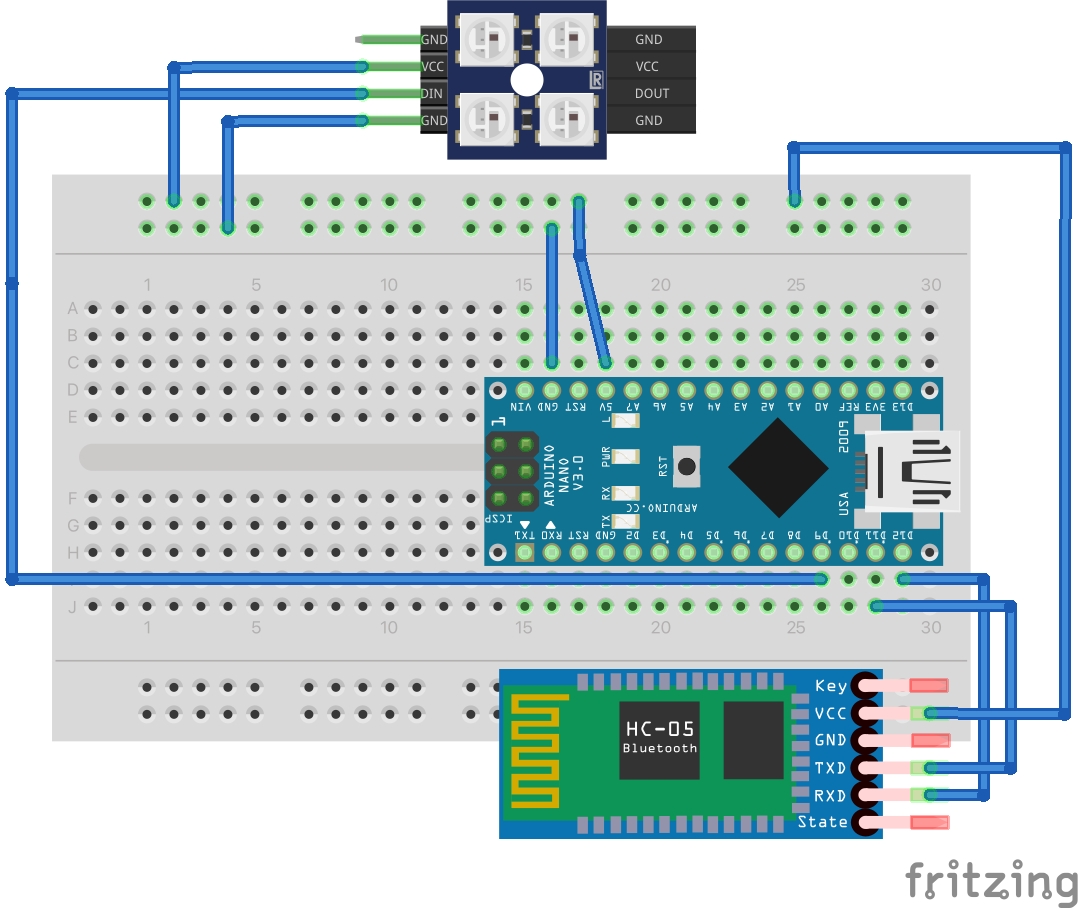 GND GND
VCC VCC
DIN DOUT
GND GND
R
1 5 10 15 20 25 30
A
B
C
D
E
F
G
H
J
VIN GND RST 5V A7 A6 A5 A4 A3 A2 A1 A0 REF 3V3 D13
1
L
PWR
RX
TX
ARDUINO
NANO
V3.0
RST
ARDUINO.CC
2009
USA
ICSP
TX1 RX0 RST GND D2 D3 D4 D5 D6 D7 D8 D9 D10 D11 D12
1 5 10 15 20 25 30
HC-05
Bluetooth
Key
VCC
GND
TXD
RXD
State
fritzing